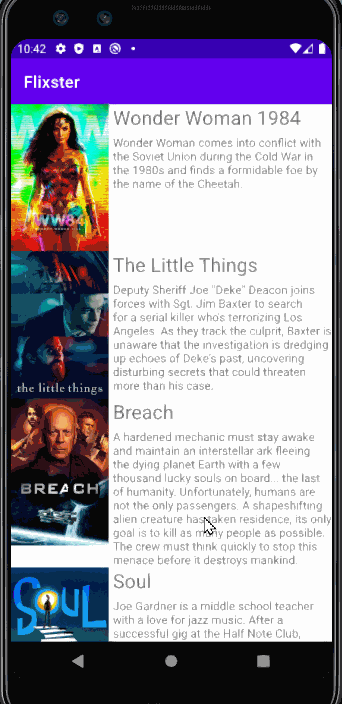 10:42
Flixster
Wonder Woman 1984
Wonder Woman comes into conflict with
the Soviet Union during the Cold War in
the 1980s and finds a formidable foe by
the name of the Cheetah.
WW84
The Little Things
Deputy Sheriff Joe "Deke" Deacon joins
forces with Sgt. Jim Baxter to search
for a serial killer who's terrorizing Los
Angeles. As they track the culprit, Baxter is
unaware that the investigation is dredging
up echoes of Deke's past, uncovering
disturbing secrets that could threaten
more than his case.
the little things
Breach
A hardened mechanic must stay awake
and maintain an interstellar ark fleeing
the dying planet Earth with a few
thousand lucky souls on board... the last
of humanity. Unfortunately, humans are
not the only passengers. A shapeshifting
alien creature has taken residence, its only
goal is to kill as many people as possible.
The crew must think quickly to stop this
menace before it destroys mankind.
BREACH
Soul
Joe Gardner is a middle school teacher
with a love for jazz music. After a
successful gig at the Half Note Club,
SOUL